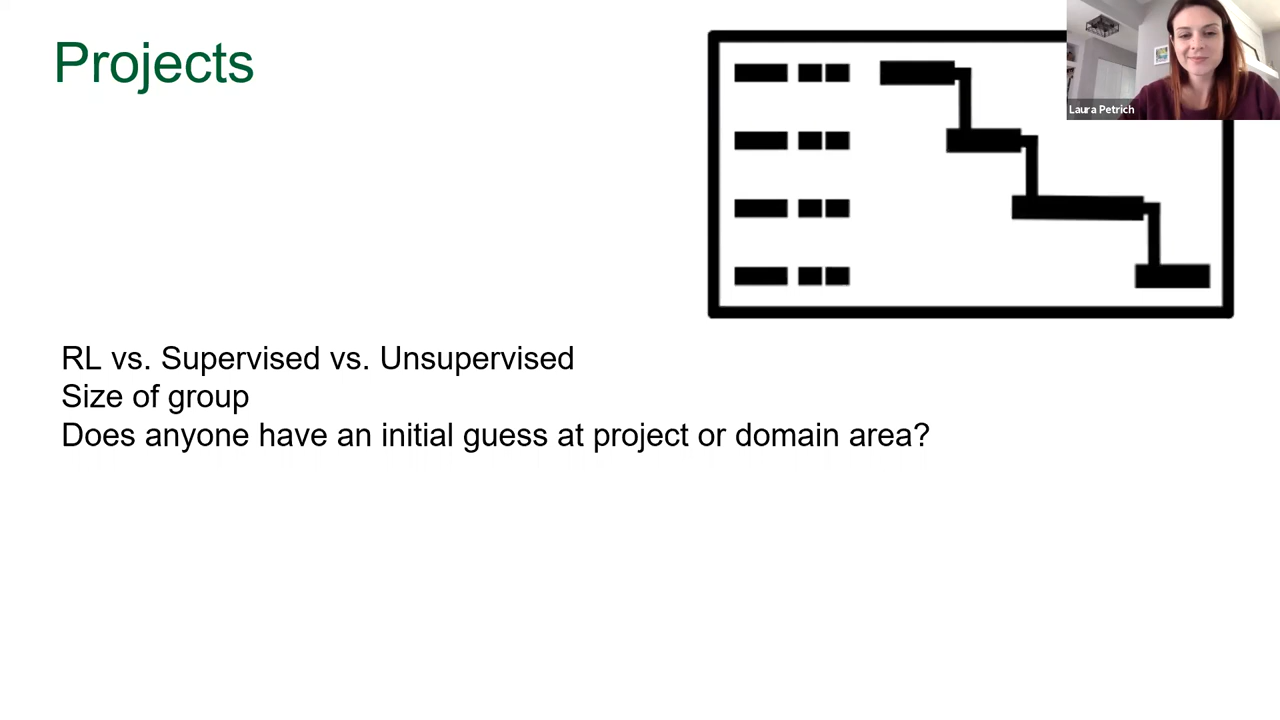 Projects
Laura Petrich
RL vs. Supervised vs. Unsupervised
Size of group
Does anyone have an initial guess at project or domain area?